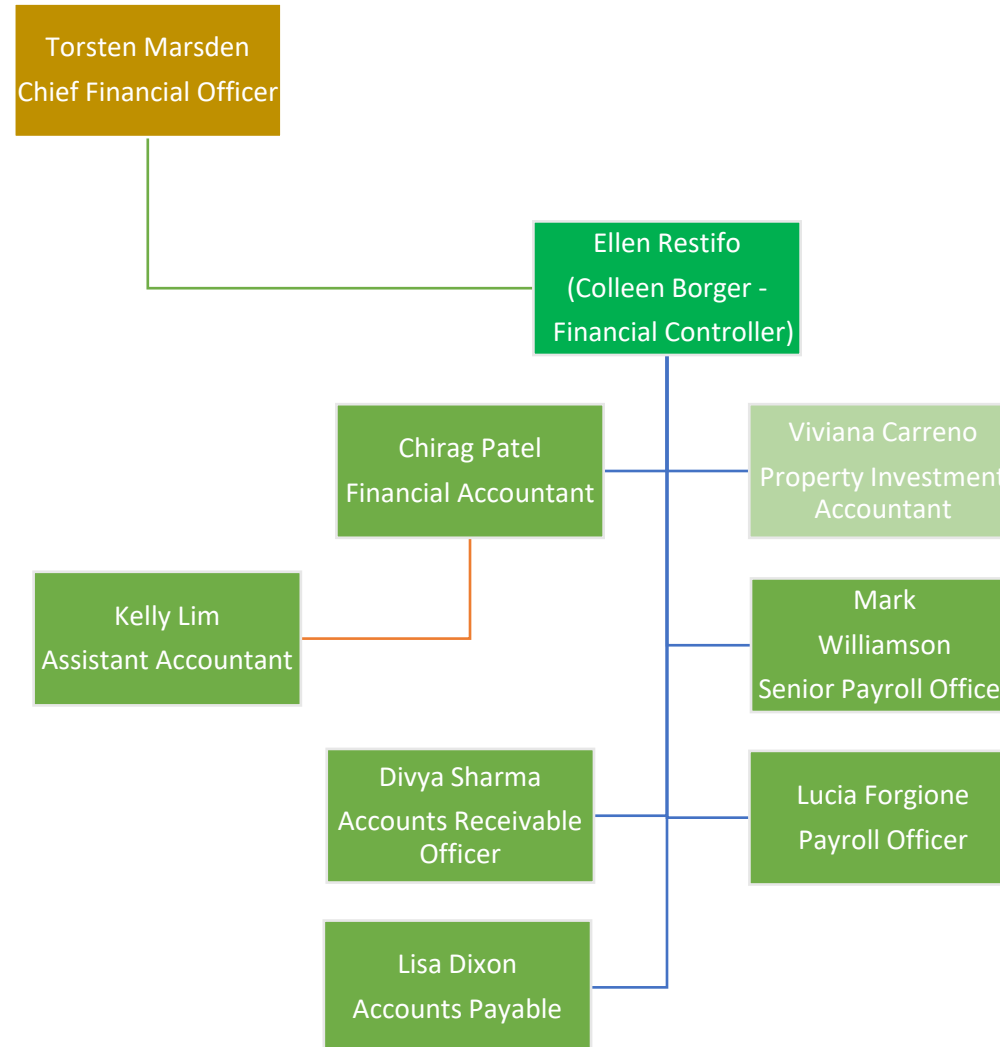 Torsten Marsden
Chief Financial Officer
Ellen Restifo
(Colleen Borger -
Financial Controller)
Chirag Patel
Financial Accountant
Viviana Carreno
Property Investment
Accountant
Kelly Lim
Assistant Accountant
Mark
Williamson
Senior Payroll Office
Divya Sharma
Accounts Receivable
Officer
Lucia Forgione
Payroll Officer
Lisa Dixon
Accounts Payable